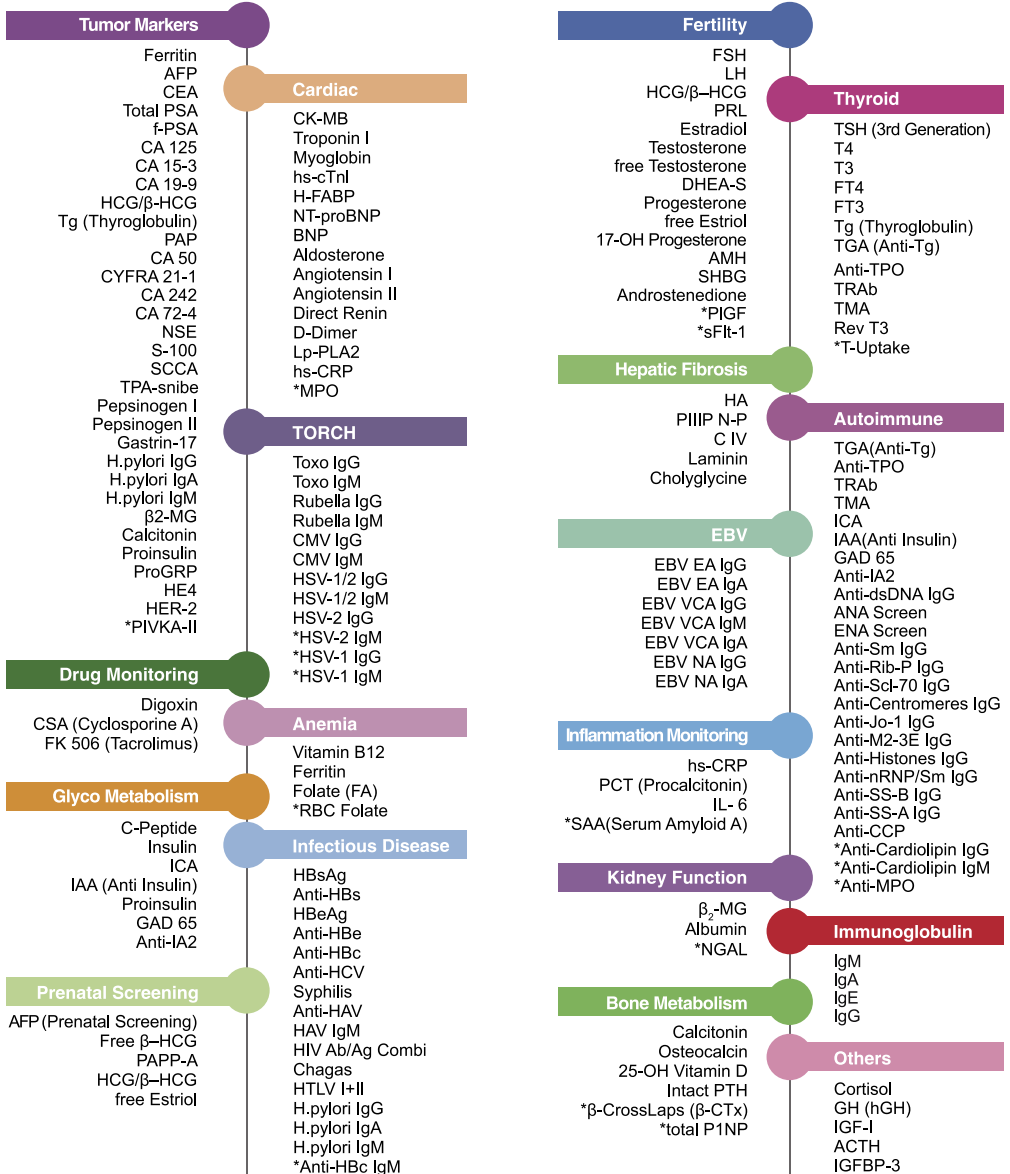 Tumor Markers
Ferritin
AFP
CEA
Total PSA
f-PSA
CA 125
CA 15-3
CA 19-9
HCG/β-HCG
Tg (Thyroglobulin)
PAP
CA 50
CYFRA 21-1
CA 242
CA 72-4
NSE
S-100
SCCA
TPA-snibe
Pepsinogen I
Pepsinogen II
Gastrin-17
H.pylori IgG
H.pylori IgA
H.pylori IgM
β2-MG
Calcitonin
Proinsulin
ProGRP
HE4
HER-2
*PIVKA-II
Drug Monitoring
Digoxin
CSA (Cyclosporine A)
FK 506 (Tacrolimus)
Glyco Metabolism
C-Peptide
Insulin
ICA
IAA (Anti Insulin)
Proinsulin
GAD 65
Anti-IA2
Prenatal Screening
AFP (Prenatal Screening)
Free β–HCG
PAPP-A
HCG/β–HCG
free Estriol
Cardiac
CK-MB
Troponin I
Myoglobin
hs-cTnI
H-FABP
NT-proBNP
BNP
Aldosterone
Angiotensin I
Angiotensin II
Direct Renin
D-Dimer
Lp-PLA2
hs-CRP
*MPO
TORCH
Toxo IgG
Toxo IgM
Rubella IgG
Rubella IgM
CMV IgG
CMV IgM
HSV-1/2 IgG
HSV-1/2 IgM
HSV-2 IgG
*HSV-2 IgM
*HSV-1 IgG
*HSV-1 IgM
Anemia
Vitamin B12
Ferritin
Folate (FA)
*RBC Folate
Infectious Disease
HBsAg
Anti-HBs
HBeAg
Anti-HBe
Anti-HBc
Anti-HCV
Syphilis
Anti-HAV
HAV IgM
HIV Ab/Ag Combi
Chagas
HTLV I+II
H.pylori IgG
H.pylori IgA
H.pylori IgM
*Anti-HBc IgM
Fertility
FSH
LH
HCG/β–HCG
PRL
Estradiol
Testosterone
free Testosterone
DHEA-S
Progesterone
free Estriol
17-OH Progesterone
AMH
SHBG
Androstenedione
*PlGF
*sFlt-1
Hepatic Fibrosis
HA
PIIIP N-P
C IV
Laminin
Cholyglycine
EBV
EBV EA IgG
EBV EA IgA
EBV VCA IgG
EBV VCA IgM
EBV VCA IgA
EBV NA IgG
EBV NA IgA
Inflammation Monitoring
hs-CRP
PCT (Procalcitonin)
IL- 6
*SAA(Serum Amyloid A)
Kidney Function
β₂-MG
Albumin
*NGAL
Bone Metabolism
Calcitonin
Osteocalcin
25-OH Vitamin D
Intact PTH
*β-CrossLaps (β-CTx)
*total P1NP
Thyroid
TSH (3rd Generation)
T4
T3
FT4
FT3
Tg (Thyroglobulin)
TGA (Anti-Tg)
Anti-TPO
TRAb
TMA
Rev T3
*T-Uptake
Autoimmune
TGA(Anti-Tg)
Anti-TPO
TRAb
TMA
ICA
IAA(Anti Insulin)
GAD 65
Anti-IA2
Anti-dsDNA IgG
ANA Screen
ENA Screen
Anti-Sm IgG
Anti-Rib-P IgG
Anti-Scl-70 IgG
Anti-Centromeres IgG
Anti-Jo-1 IgG
Anti-M2-3E IgG
Anti-Histones IgG
Anti-nRNP/Sm IgG
Anti-SS-B IgG
Anti-SS-A IgG
Anti-CCP
*Anti-Cardiolipin IgG
*Anti-Cardiolipin IgM
*Anti-MPO
Immunoglobulin
IgM
IgA
IgE
IgG
Others
Cortisol
GH (hGH)
IGF-I
ACTH
IGFBP-3